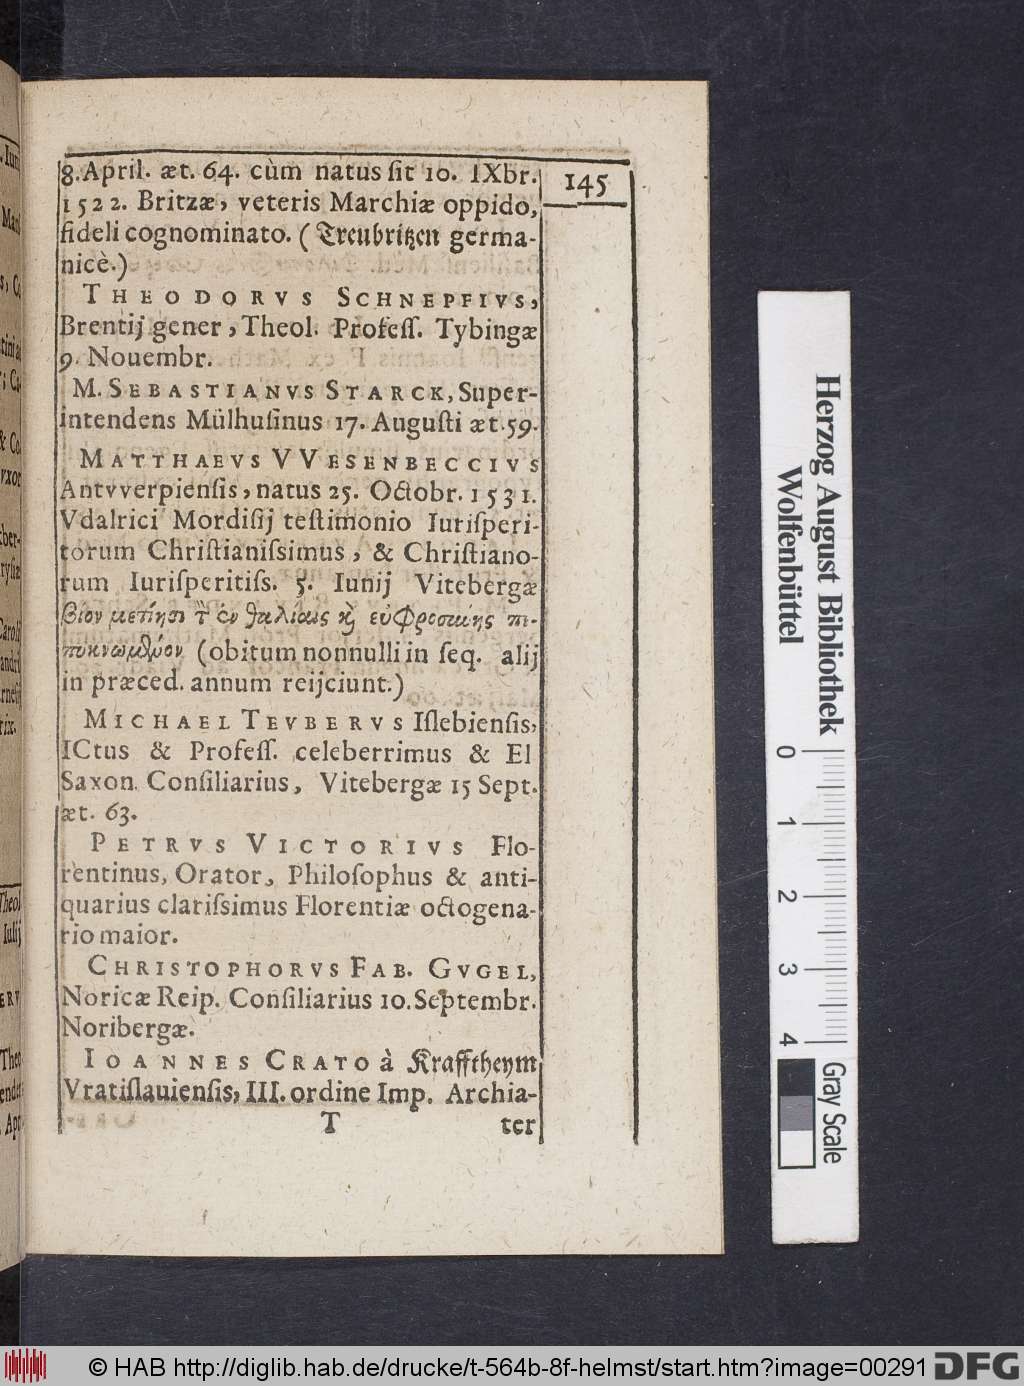 145
8. April. æt. 64. cùm natus ſit 10. IXbr.
1522. Britzæ, veteris Marchiæ oppido,
fideli cognominato. (Treubritzen germa-
nicè.)
THEODORVS SCHNEPFIVS,
Brentij gener, Theol. Profeſſ. Tybingæ
9. Nouembr.
M. SEBASTIANVS STARCK, Super-
intendens Mülhuſinus 17. Auguſti æt. 59.
MATTHAEVS VVESENBECCIVS
Antvverpienſis, natus 25. Octobr. 1531.
Vdalrici Mordiſij teſtimonio Iuriſperi-
torum Chriſtianiſsimus, & Chriſtiano-
rum Iuriſperitiſs. 5. Iunij Vitebergæ
βίον μετίησι τ ἐν θαλίαις κ εὐφροσύνης πι-
(obitum nonnulli in ſeq. alij
in præced. annum reijciunt.)
MICHAEL TEVBERVS Iſlebienſis,
ICtus & Profeſſ. celeberrimus & El
Saxon. Conſiliarius, Vitebergæ 15 Sept.
æt. 63.
PETRVS VICTORIVS Flo-
rentinus, Orator, Philoſophus & anti-
quarius clariſsimus Florentiæ octogena-
rio maior.
CHRISTOPHORVS FAB. GVGEL,
Noricæ Reip. Conſiliarius 10. Septembr.
Noribergæ.
IOANNES CRATO à Krafftheym
Vratiſlauienſis, III. ordine Imp. Archia-
T ter
Herzog August Bibliothek
Wolfenbüttel
0 1 2 3 4
Gray Scale
© HAB http://diglib.hab.de/drucke/t-564b-8f-helmst/start.htm?image=00291 DFG